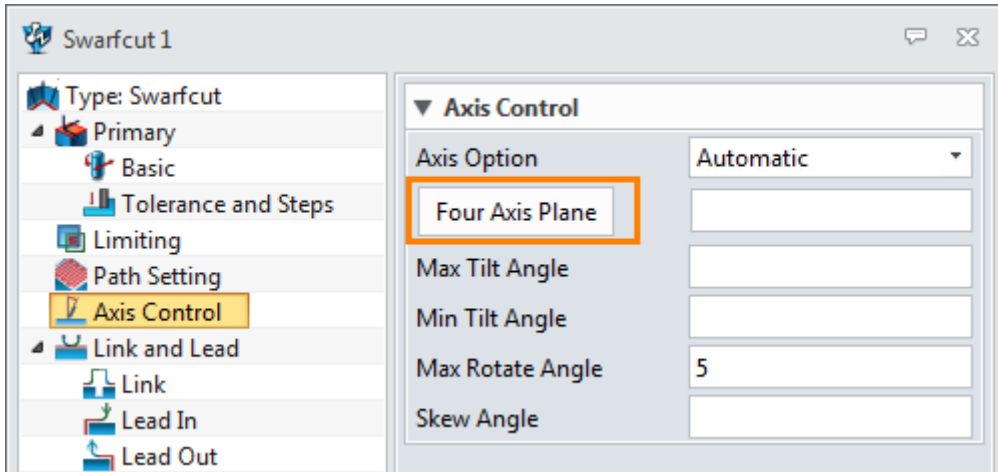 Swarfcut 1
Type: Swarfcut
Primary
Basic
Tolerance and Steps
Limiting
Path Setting
Axis Control
Link and Lead
Link
Lead In
Lead Out
Axis Control
Axis Option Automatic
Four Axis Plane
Max Tilt Angle
Min Tilt Angle
Max Rotate Angle 5
Skew Angle